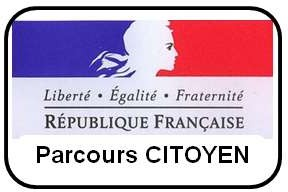 Liberté • Égalité • Fraternité
RÉPUBLIQUE FRANÇAISE
Parcours CITOYEN